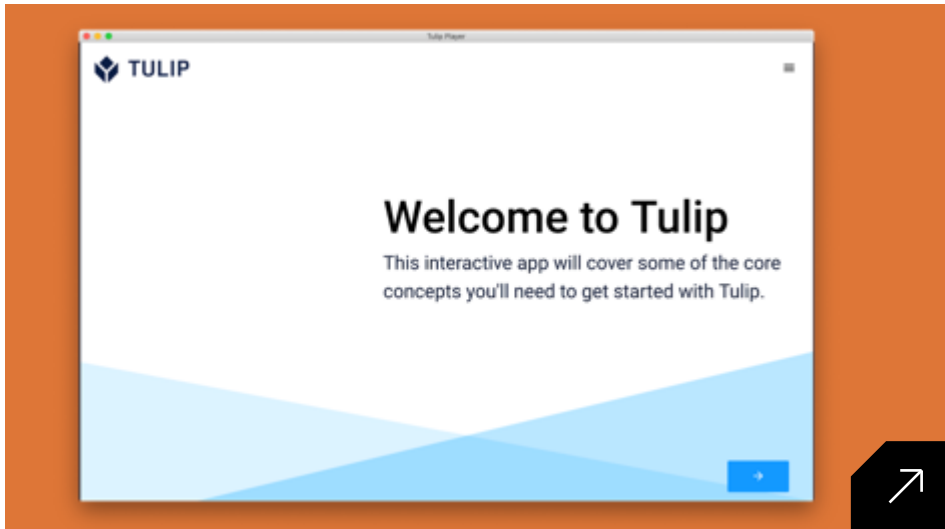 Tulip Player
TULIP
Welcome to Tulip
This interactive app will cover some of the core
concepts you'll need to get started with Tulip.